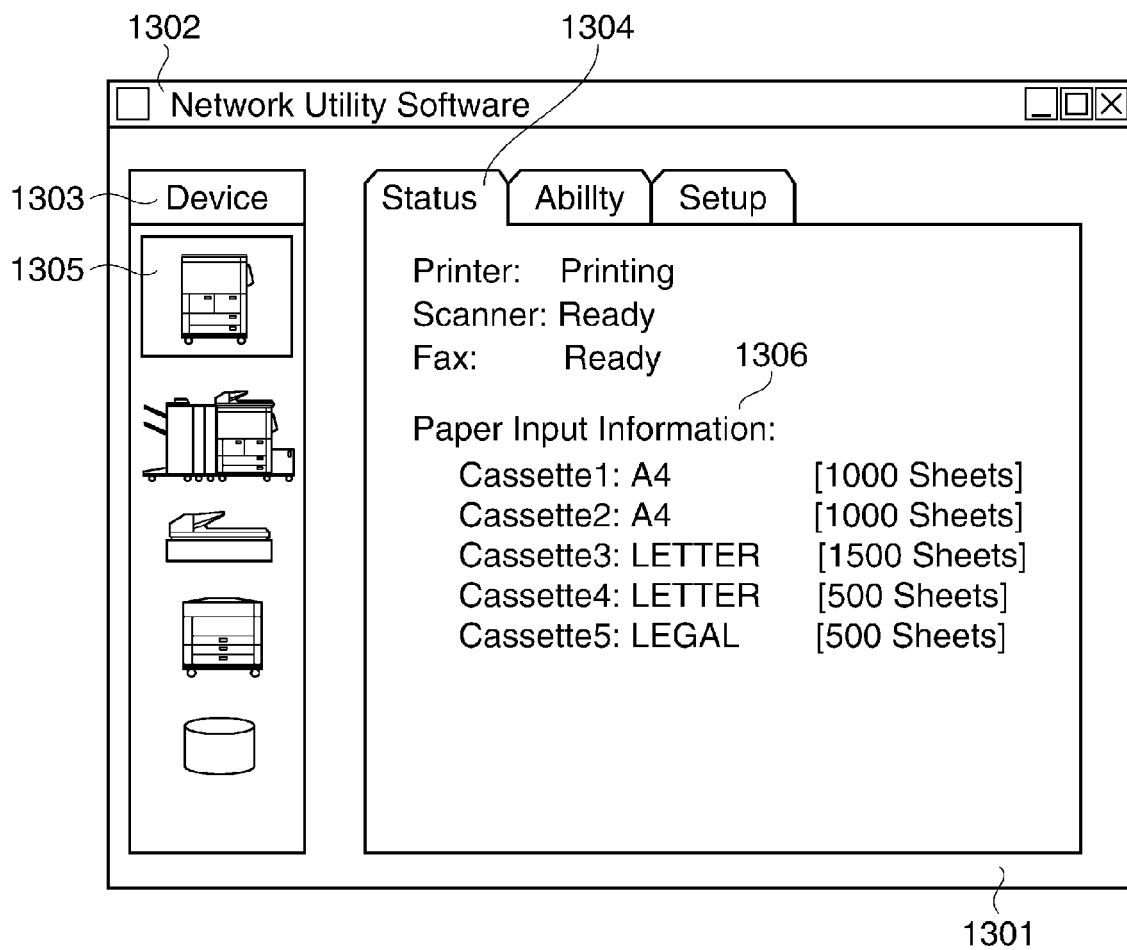 1302
1304
Network Utility Software
1303
Device
Status
Abillty
Setup
1305
Printer: Printing
Scanner: Ready
Fax: Ready
1306
Paper Input Information:
Cassette1: A4 [1000 Sheets]
Cassette2: A4 [1000 Sheets]
Cassette3: LETTER [1500 Sheets]
Cassette4: LETTER [500 Sheets]
Cassette5: LEGAL [500 Sheets]
1301